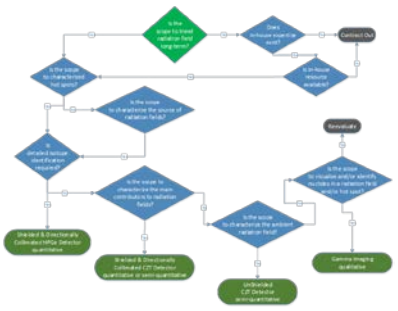 Is the
scope to trend
radiation field
long-term?
Does
in-house expertise
exist?
Contract Out
Is the scope
to characterize
hot spots?
Is in-house
resource
available?
Is the scope
to characterize the source of
radiation fields?
Reevaluate
Is
detailed isotope
identification
required?
Is the scope to
characterize the main
contributors to radiation
fields?
Is the scope
to visualize and/or identify
nuclides in a radiation field
and/or hot spot?
Is the scope
to characterize the ambient
radiation field?
Shielded & Directionally
Collimated HPGe Detector
quantitative
Shielded & Directionally
Collimated CZT Detector
quantitative or semi-quantitative
Gamma Imaging
qualitative
Unshielded
CZT Detector
semi-quantitative